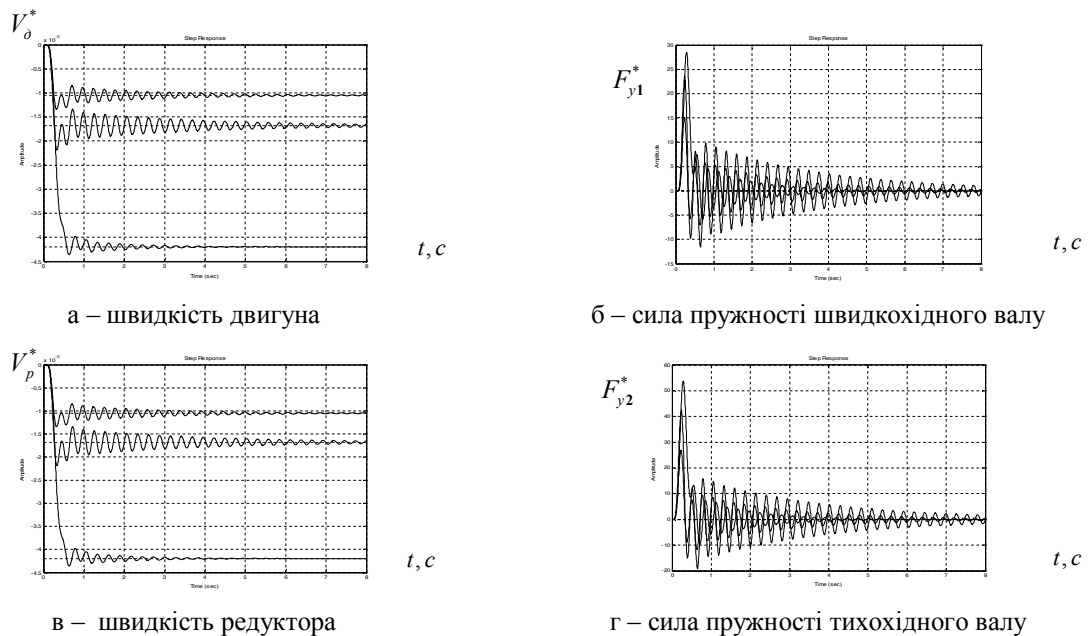 V*д
x 10⁻³
Step Response
0
-0.5
-1
-1.5
-2
-2.5
-3
-3.5
-4
-4.5
Amplitude
0 1 2 3 4 5 6 7 8
Time (sec)
t, c
а – швидкість двигуна
F*y1
Step Response
30
25
20
15
10
5
0
-5
-10
-15
Amplitude
0 1 2 3 4 5 6 7 8
Time (sec)
t, c
б – сила пружності швидкохідного валу
V*p
x 10⁻³
Step Response
0
-0.5
-1
-1.5
-2
-2.5
-3
-3.5
-4
-4.5
Amplitude
0 1 2 3 4 5 6 7 8
Time (sec)
t, c
в – швидкість редуктора
F*y2
Step Response
60
50
40
30
20
10
0
-10
-20
Amplitude
0 1 2 3 4 5 6 7 8
Time (sec)
t, c
г – сила пружності тихохідного валу